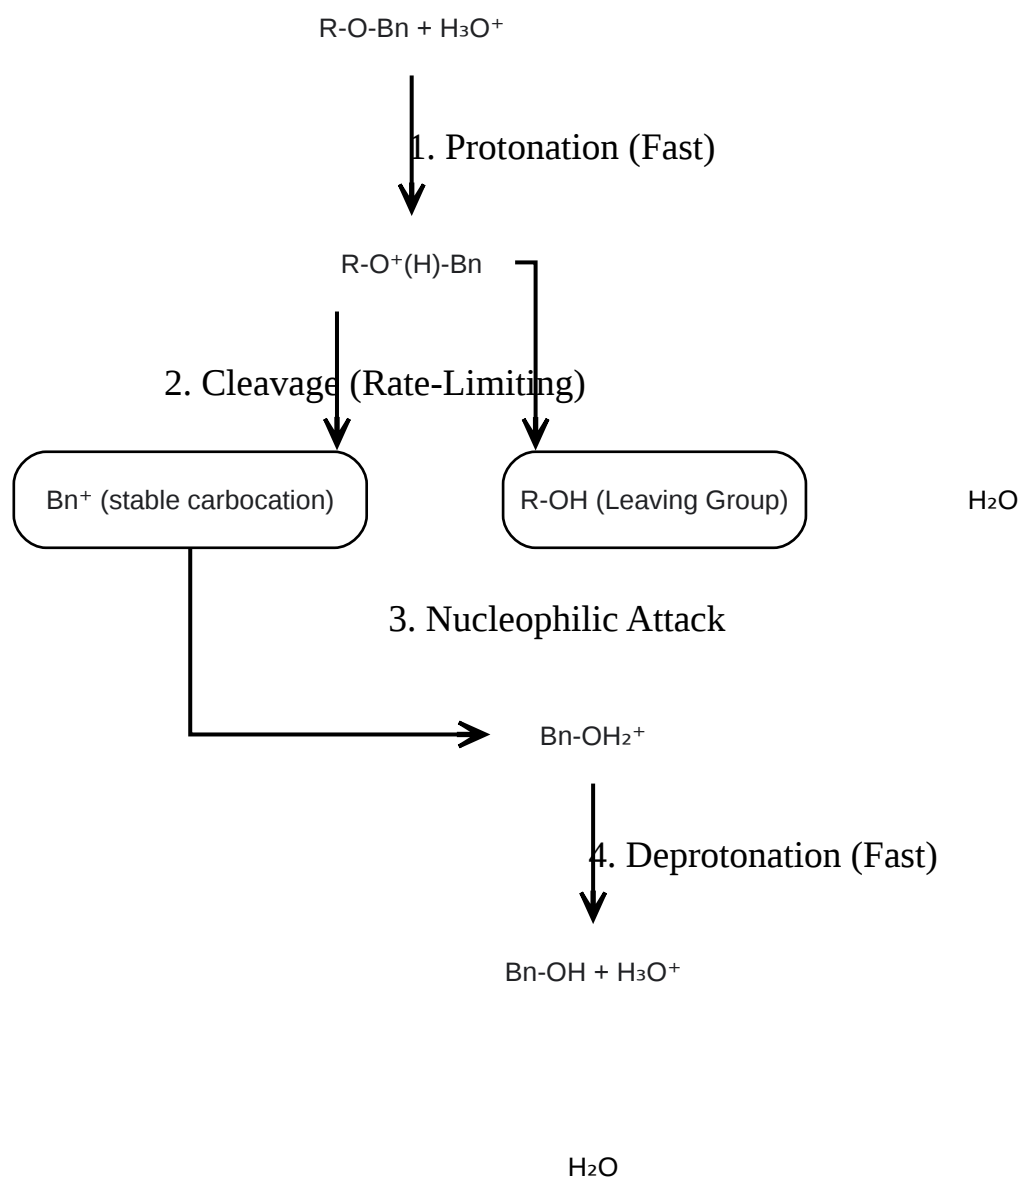 R-O-Bn + H₃O⁺
1. Protonation (Fast)
R-O⁺(H)-Bn
2. Cleavage (Rate-Limiting)
Bn⁺ (stable carbocation)
R-OH (Leaving Group)
H₂O
3. Nucleophilic Attack
Bn-OH₂⁺
4. Deprotonation (Fast)
Bn-OH + H₃O⁺
H₂O